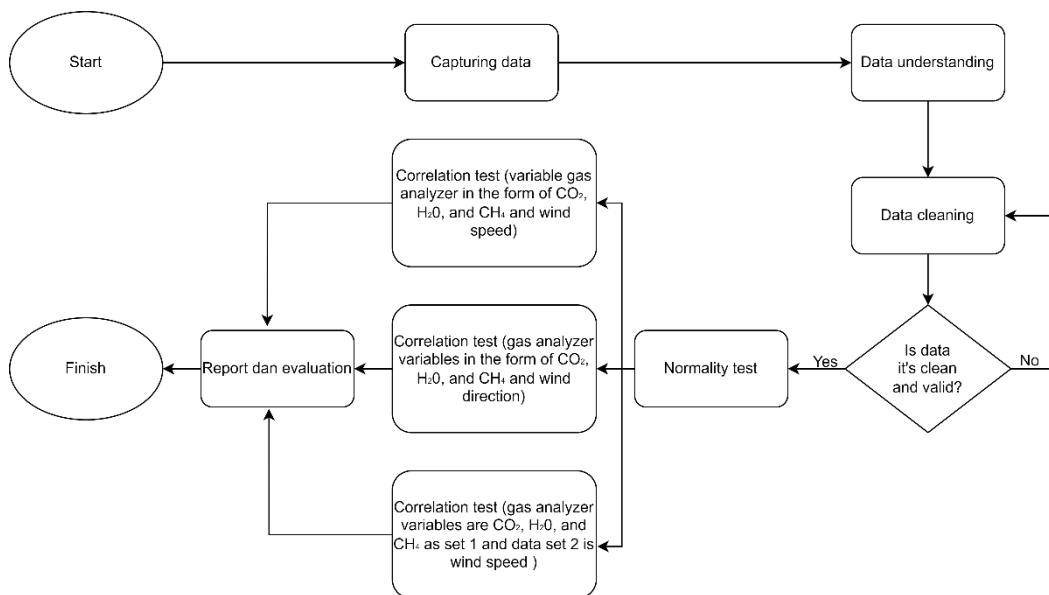 Start
Capturing data
Data understanding
Correlation test (variable gas
analyzer in the form of CO₂,
H₂0, and CH₄ and wind
speed)
Data cleaning
Finish
Report dan evaluation
Correlation test (gas analyzer
variables in the form of CO₂,
H₂0, and CH₄ and wind
direction)
Normality test
Yes
Is data
it's clean
and valid?
No
Correlation test (gas analyzer
variables are CO₂, H₂0, and
CH₄ as set 1 and data set 2 is
wind speed )